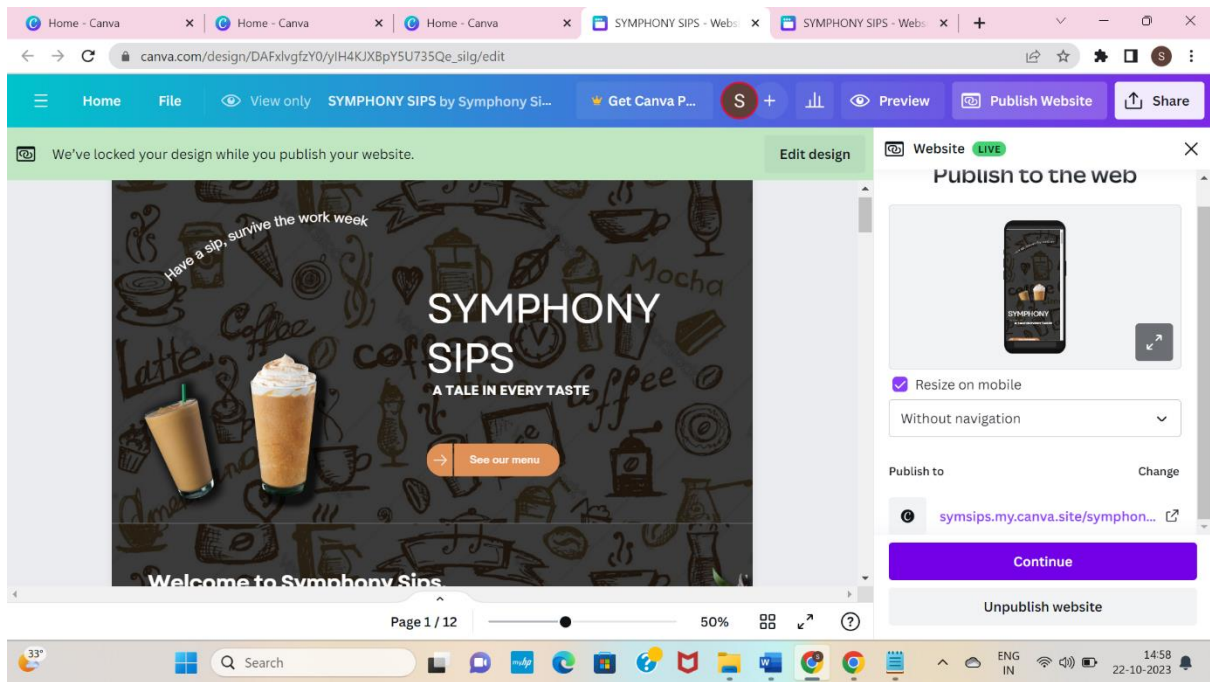 Home - Canva
Home - Canva
Home - Canva
SYMPHONY SIPS - Webs
SYMPHONY SIPS - Webs
canva.com/design/DAFxlvgfzY0/yIH4KJXBpY5U735Qe_silg/edit
S
Home File View only SYMPHONY SIPS by Symphony Si... Get Canva P... S + Preview Publish Website Share
We've locked your design while you publish your website. Edit design
Website LIVE
Publish to the web
Have a sip, survive the work week
Mocha
Coffee
Latte
SYMPHONY
SIPS
A TALE IN EVERY TASTE
See our menu
Welcome to Symphony Sips.
SYMPHONY
Resize on mobile
Without navigation
Publish to Change
symsips.my.canva.site/symphon...
Continue
Unpublish website
Page 1 / 12 50%
33°
Search
ENG
IN
14:58
22-10-2023